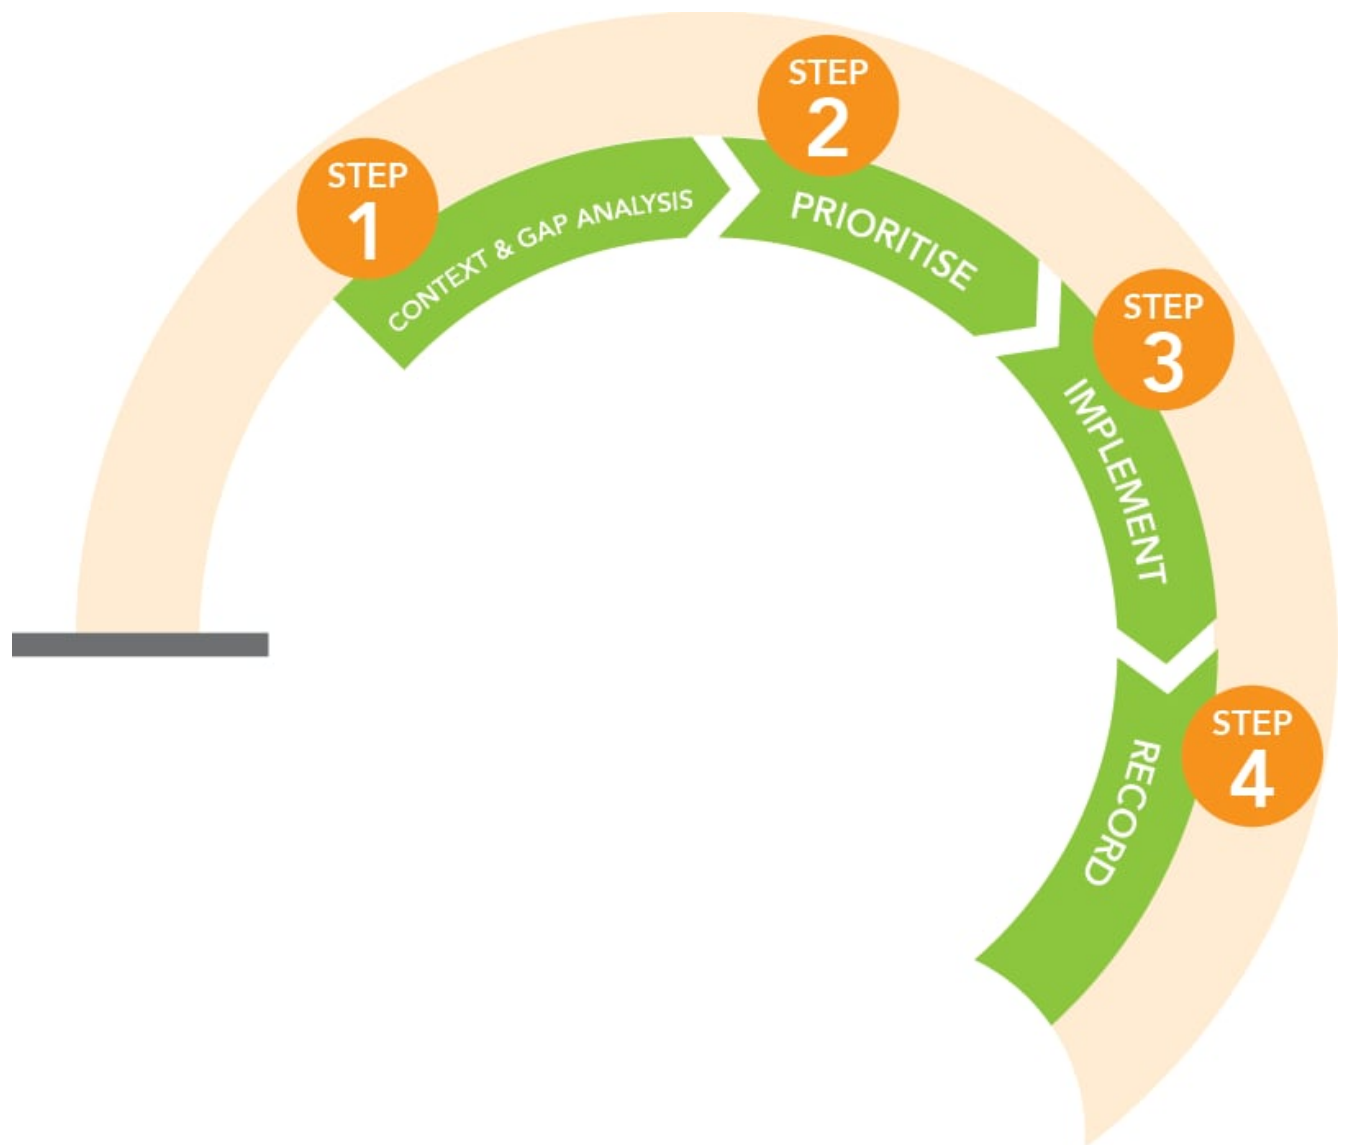 STEP
1
CONTEXT & GAP ANALYSIS
STEP
2
PRIORITISE
STEP
3
IMPLEMENT
STEP
4
RECORD